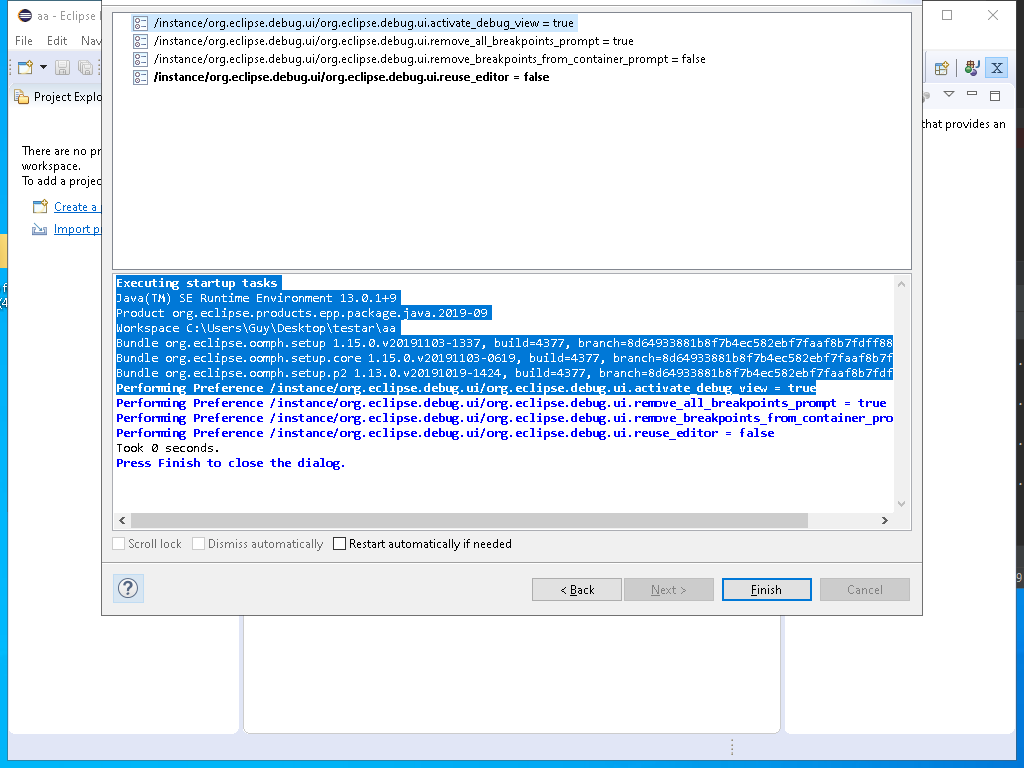 aa - Eclipse
File Edit Nav
Project Explo
There are no pr
workspace.
To add a projec
Create a
Import pr
/instance/org.eclipse.debug.ui/org.eclipse.debug.ui.activate_debug_view = true
/instance/org.eclipse.debug.ui/org.eclipse.debug.ui.remove_all_breakpoints_prompt = true
/instance/org.eclipse.debug.ui/org.eclipse.debug.ui.remove_breakpoints_from_container_prompt = false
/instance/org.eclipse.debug.ui/org.eclipse.debug.ui.reuse_editor = false
that provides an
Executing startup tasks
Java(TM) SE Runtime Environment 13.0.1+9
Product org.eclipse.products.epp.package.java.2019-09
Workspace C:\Users\Guy\Desktop\testar\aa
Bundle org.eclipse.oomph.setup 1.15.0.v20191103-1337, build=4377, branch=8d64933881b8f7b4ec582ebf7faaf8b7fdff88
Bundle org.eclipse.oomph.setup.core 1.15.0.v20191103-0619, build=4377, branch=8d64933881b8f7b4ec582ebf7faaf8b7f
Bundle org.eclipse.oomph.setup.p2 1.13.0.v20191019-1424, build=4377, branch=8d64933881b8f7b4ec582ebf7faaf8b7fdf
Performing Preference /instance/org.eclipse.debug.ui/org.eclipse.debug.ui.activate_debug_view = true
Performing Preference /instance/org.eclipse.debug.ui/org.eclipse.debug.ui.remove_all_breakpoints_prompt = true
Performing Preference /instance/org.eclipse.debug.ui/org.eclipse.debug.ui.remove_breakpoints_from_container_pro
Performing Preference /instance/org.eclipse.debug.ui/org.eclipse.debug.ui.reuse_editor = false
Took 0 seconds.
Press Finish to close the dialog.
Scroll lock Dismiss automatically Restart automatically if needed
? < Back Next > Finish Cancel